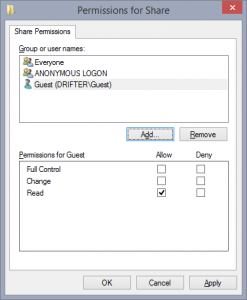 Permissions for Share
Share Permissions
Group or user names:
Everyone
ANONYMOUS LOGON
Guest (DRIFTER\Guest)
Add... Remove
Permissions for Guest Allow Deny
Full Control
Change
Read
OK Cancel Apply